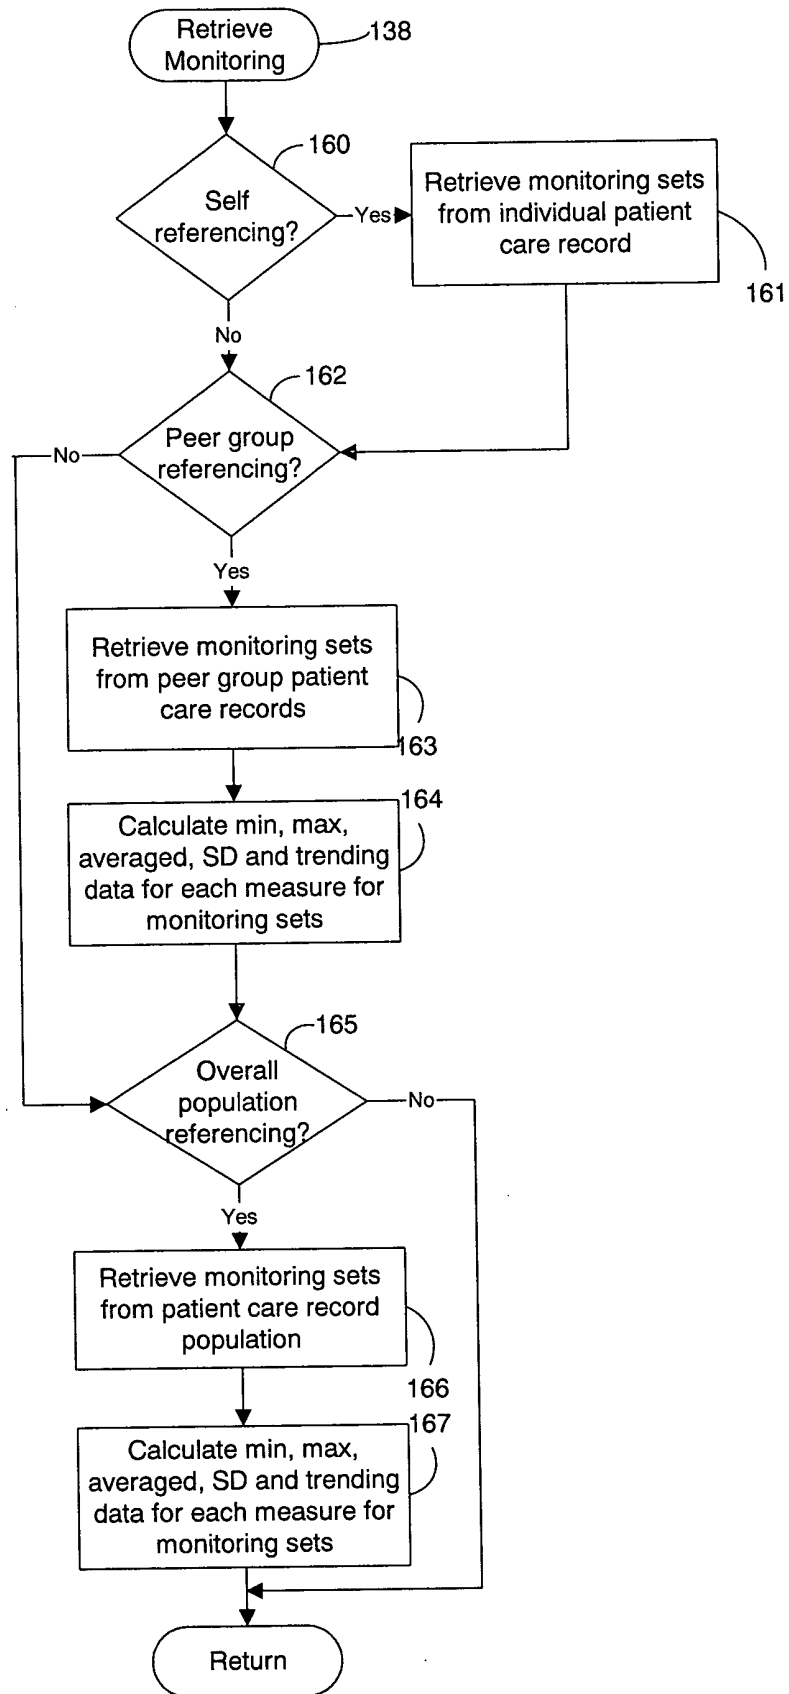 Retrieve
Monitoring
138
160
Self
referencing?
Yes
Retrieve monitoring sets
from individual patient
care record
161
No
162
Peer group
referencing?
No
Yes
Retrieve monitoring sets
from peer group patient
care records
163
164
Calculate min, max,
averaged, SD and trending
data for each measure for
monitoring sets
165
Overall
population
referencing?
No
Yes
Retrieve monitoring sets
from patient care record
population
166
167
Calculate min, max,
averaged, SD and trending
data for each measure for
monitoring sets
Return